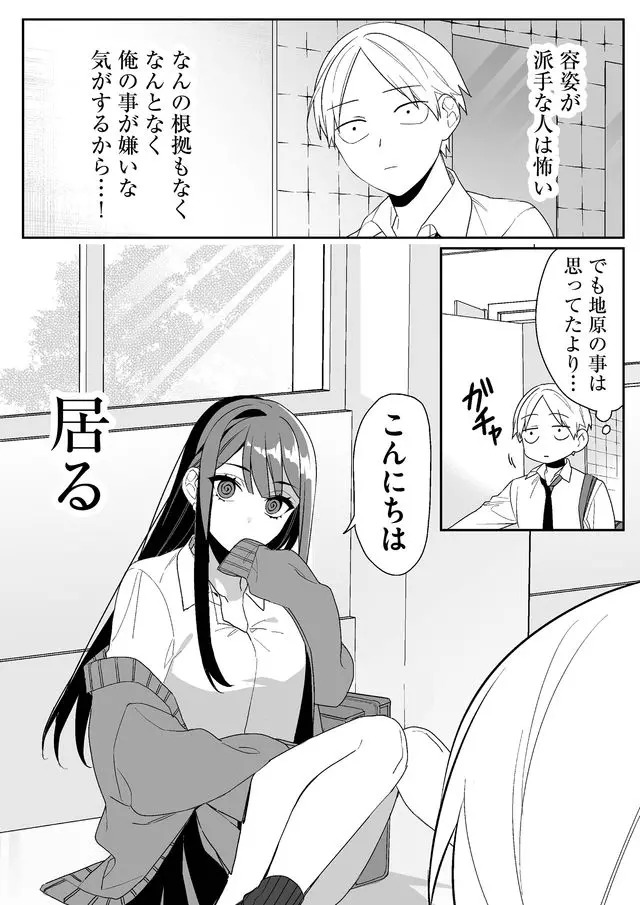 容姿が
派手な人は怖い
なんの根拠もなく
なんとなく
俺の事が嫌いな
気がするから…!
でも地原の事は
思ってたより…
ガチャ
こんにちは
居る